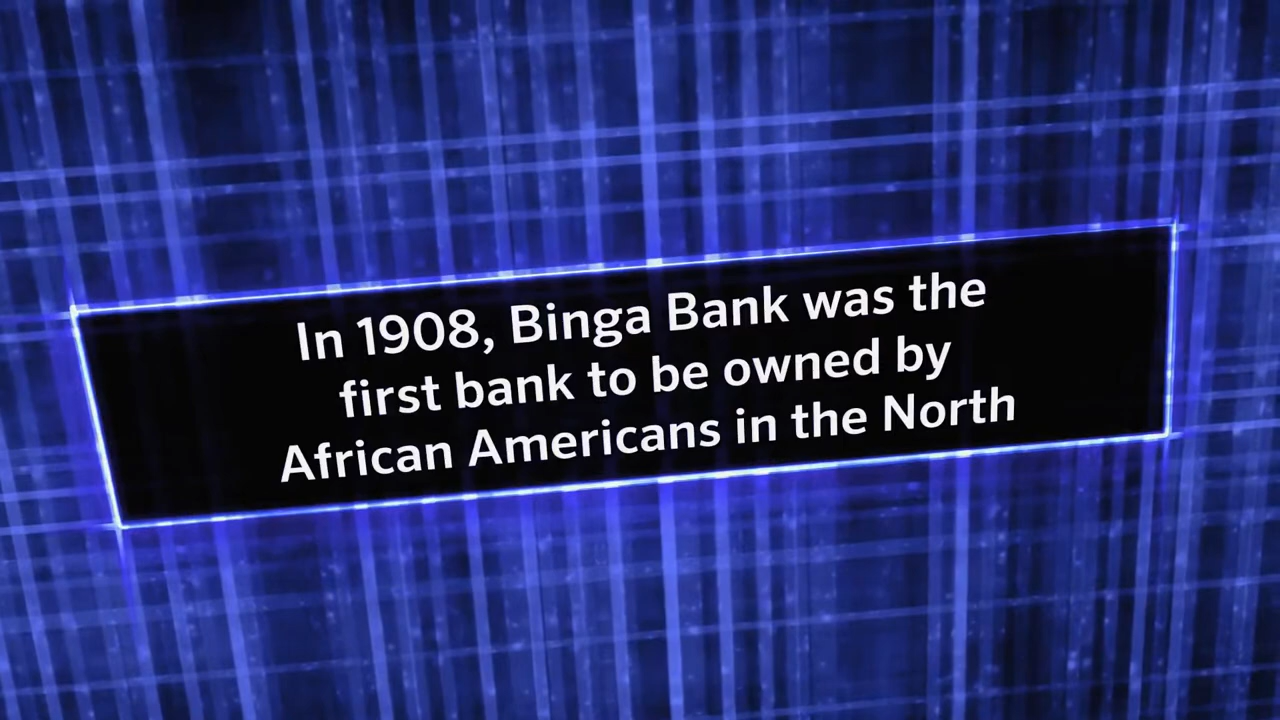 In 1908, Binga Bank was the
first bank to be owned by
African Americans in the North